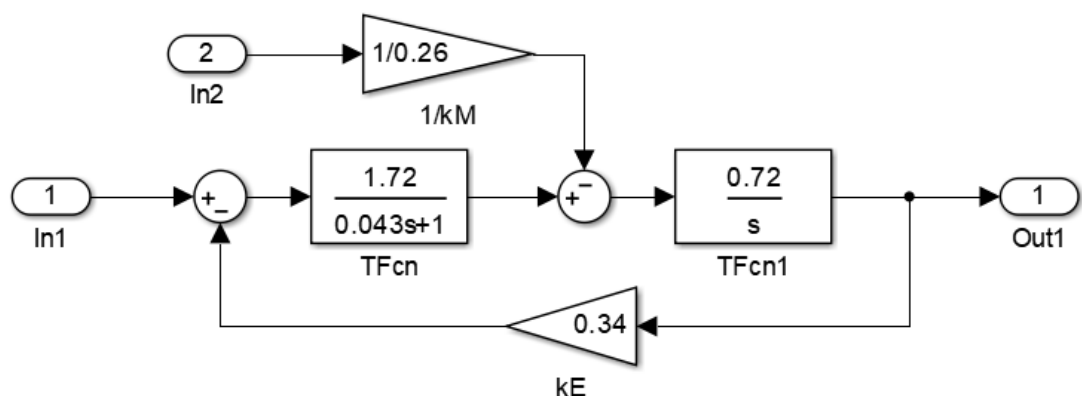 2
In2
1/0.26
1/kM
1
In1
+
−
1.72
0.043s+1
TFcn
+
−
0.72
s
TFcn1
1
Out1
0.34
kE